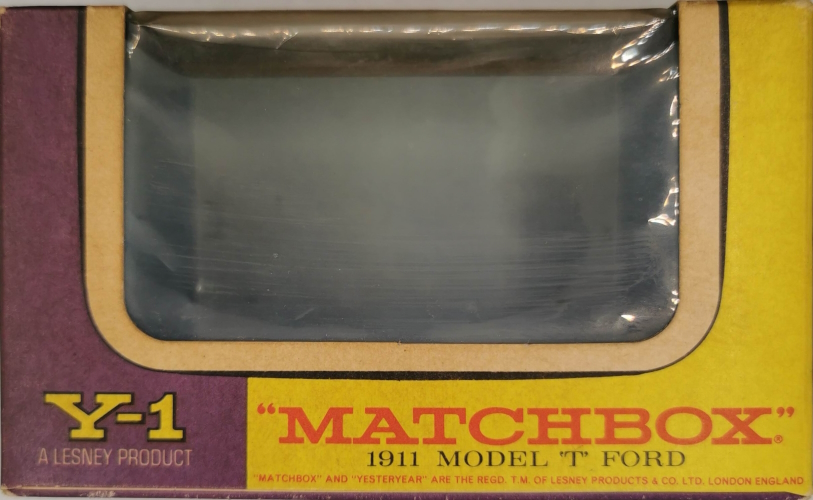 Y-1
A LESNEY PRODUCT
"MATCHBOX"®
1911 MODEL 'T' FORD
"MATCHBOX" AND "YESTERYEAR" ARE THE REGD. T.M. OF LESNEY PRODUCTS & CO. LTD. LONDON ENGLAND